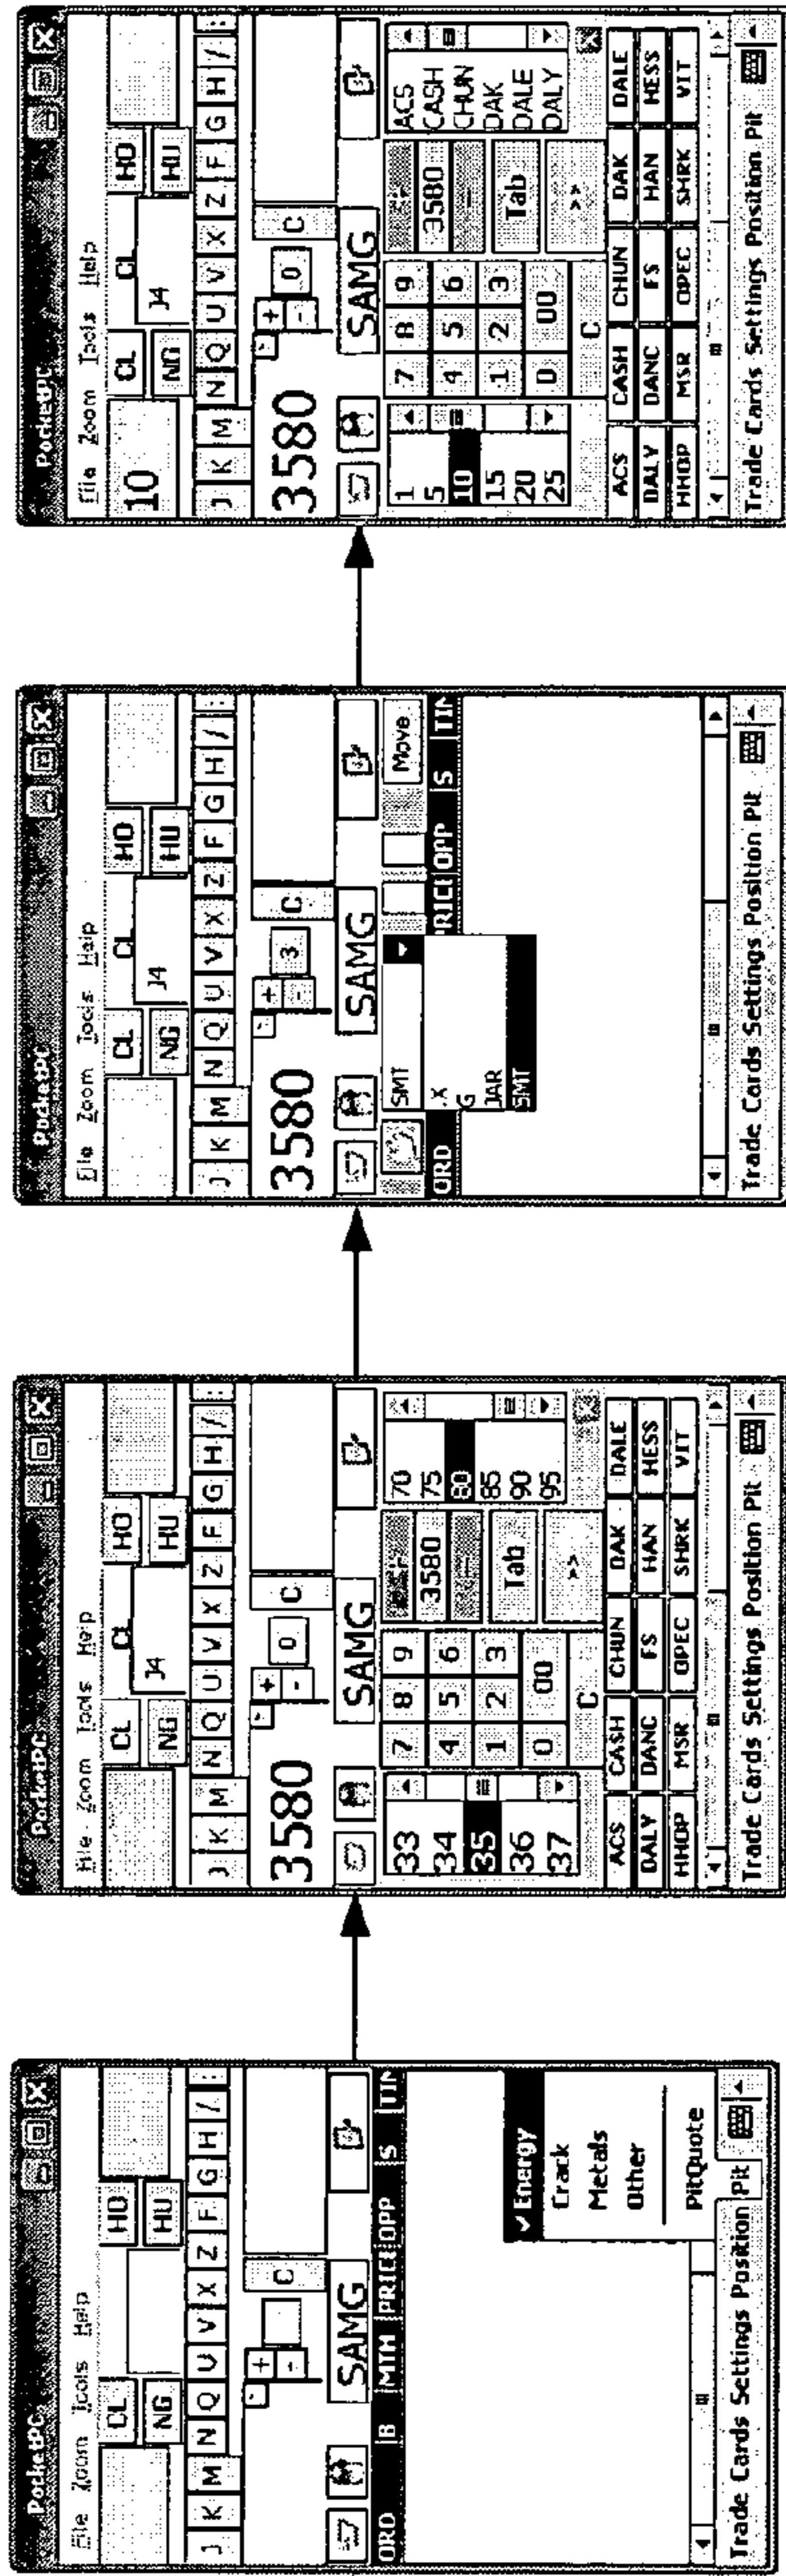 PocketPC
File Zoom Tools Help
CL HO
NG HU
J K M N Q U V X Z F G H / :
+
- C
SAMG
ORD B MTM PRICE OPP S TIM
✓ Energy
Crack
Metals
Other
PitQuote
Trade Cards Settings Position Pit
PocketPC
File Zoom Tools Help
CL CL HO
NG J4 HU
J K M N Q U V X Z F G H / :
3580 + - 0 C
SAMG
33 7 8 9 70
34 4 5 6 3580 75
35 1 2 3 80
36 0 00 Tab 85
37 C >> 90
95
ACS CASH CHUN DAK DALE
DALY DANC FS HAN HESS
HHOP MSR OPEC SHRK VIT
Trade Cards Settings Position Pit
PocketPC
File Zoom Tools Help
CL CL HO
NG J4 HU
J K M N Q U V X Z F G H / :
3580 + - 3 C
SAMG
SMT Move
ORD RICE OPP S TIM
.X
G
JAR
SMT
Trade Cards Settings Position Pit
PocketPC
File Zoom Tools Help
10 CL CL HO
NG J4 HU
J K M N Q U V X Z F G H / :
3580 + - 0 C
SAMG
1 7 8 9 ACS
5 4 5 6 3580 CASH
10 1 2 3 CHUN
15 0 00 Tab DAK
20 C >> DALE
25 DALY
ACS CASH CHUN DAK DALE
DALY DANC FS HAN HESS
HHOP MSR OPEC SHRK VIT
Trade Cards Settings Position Pit